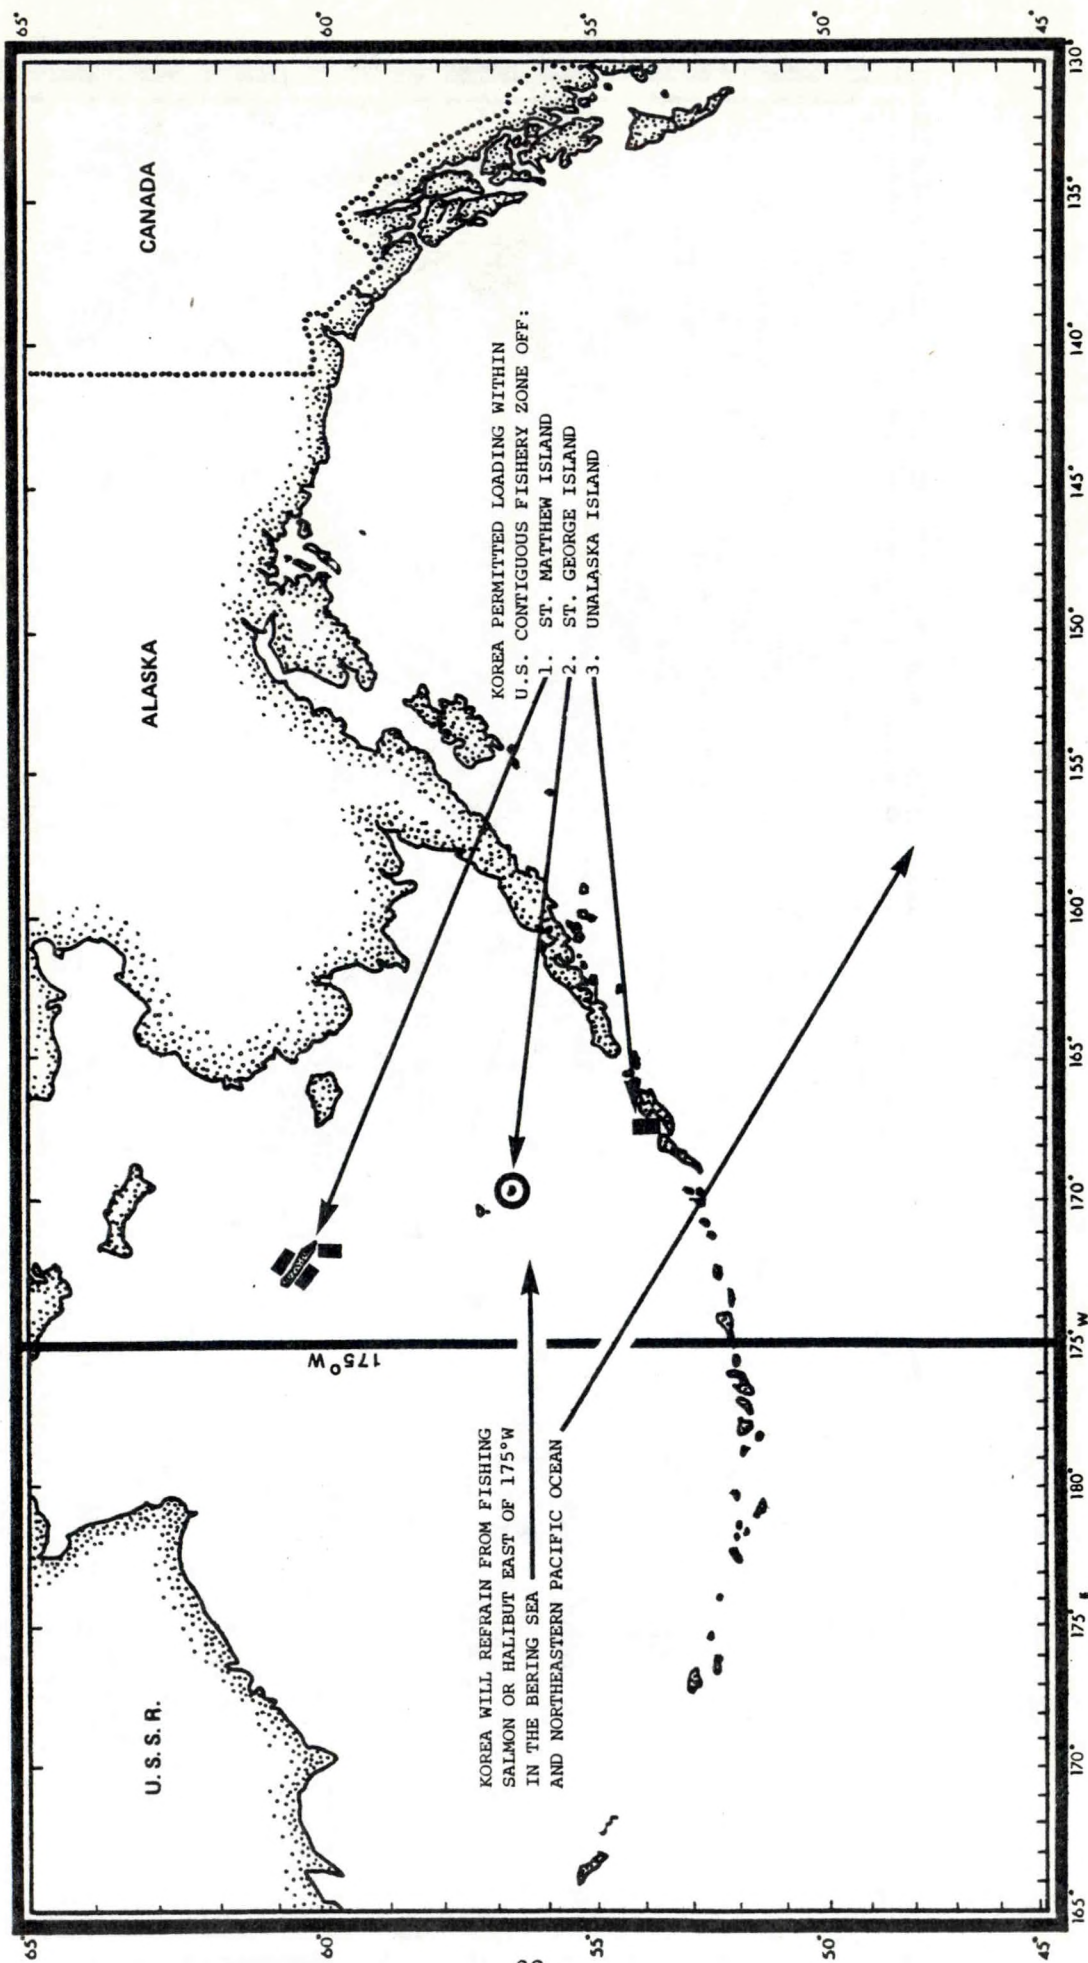 65°
65°
U.S.S.R.
ALASKA
CANADA
60°
60°
175°W
KOREA WILL REFRAIN FROM FISHING
SALMON OR HALIBUT EAST OF 175°W
IN THE BERING SEA
AND NORTHEASTERN PACIFIC OCEAN
KOREA PERMITTED LOADING WITHIN
U.S. CONTIGUOUS FISHERY ZONE OFF:
1. ST. MATTHEW ISLAND
2. ST. GEORGE ISLAND
3. UNALASKA ISLAND
55°
55°
50°
50°
45°
45°
165°
170°
175° E
180°
175° W
170°
165°
160°
155°
150°
145°
140°
135°
130°